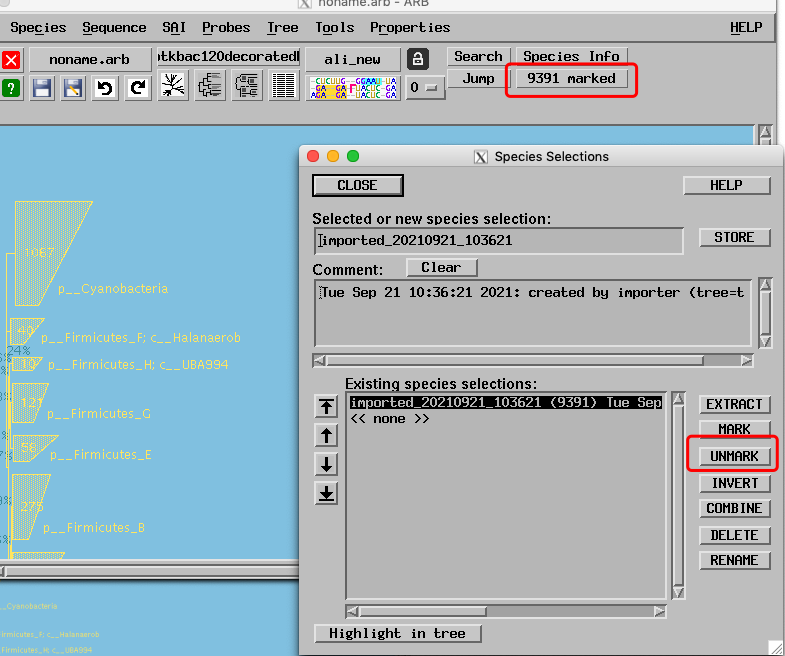 noname.arb - ARB
Species Sequence SAI Probes Tree Tools Properties HELP
noname.arb tkbac120decorated ali_new Search Species Info
Jump 9391 marked
0
Species Selections
CLOSE HELP
Selected or new species selection:
imported_20210921_103621 STORE
Comment: Clear
Tue Sep 21 10:36:21 2021: created by importer (tree=t
Existing species selections:
imported_20210921_103621 (9391) Tue Sep
<< none >>
EXTRACT
MARK
UNMARK
INVERT
COMBINE
DELETE
RENAME
Highlight in tree
1067
p__Cyanobacteria
40
p__Firmicutes_F; c__Halanaerob
24%
p__Firmicutes_H; c__UBA994
121
p__Firmicutes_G
58
p__Firmicutes_E
275
p__Firmicutes_B
__Cyanobacteria
irmicutes_F; c__Halanaerob
irmicutes_H; c__UBA994